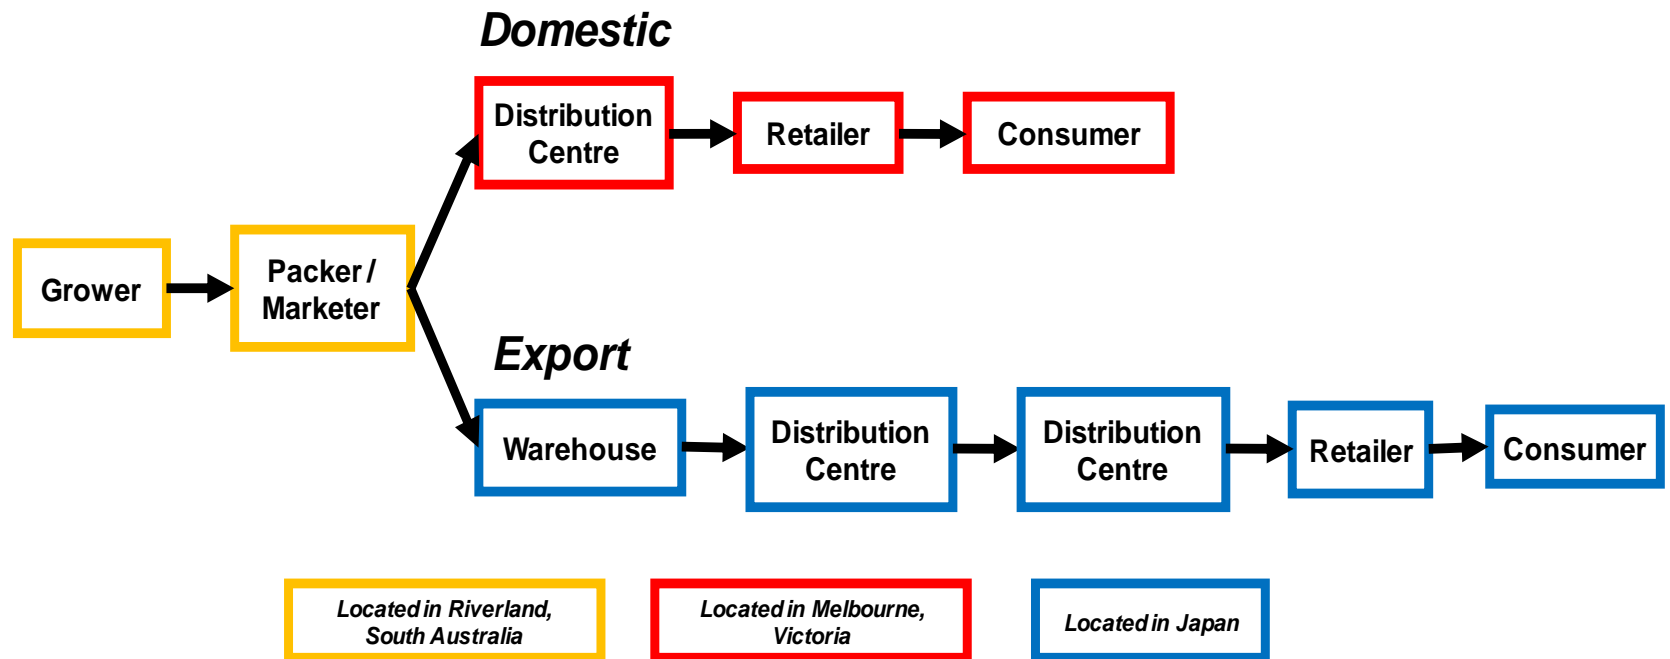 Domestic
Distribution
Centre
Retailer
Consumer
Grower
Packer /
Marketer
Export
Warehouse
Distribution
Centre
Distribution
Centre
Retailer
Consumer
Located in Riverland,
South Australia
Located in Melbourne,
Victoria
Located in Japan